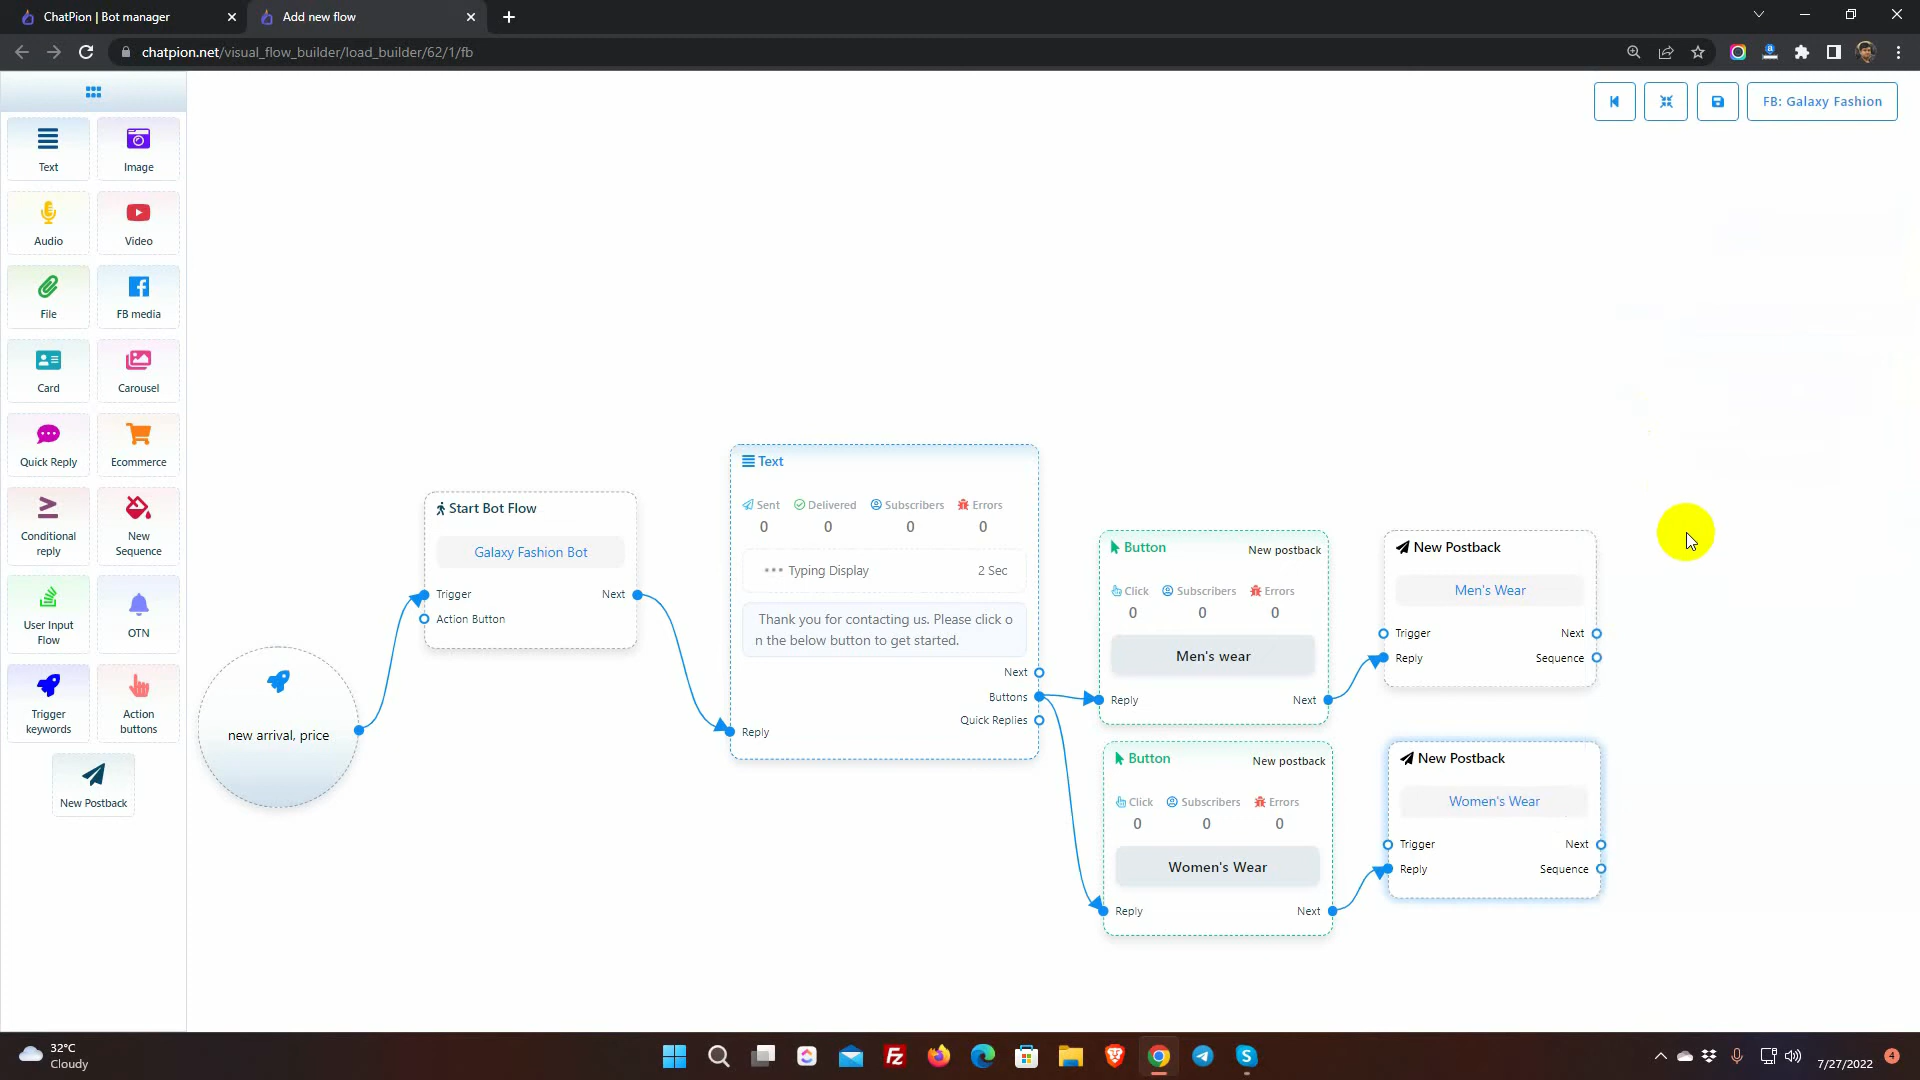 ChatPion | Bot manager
Add new flow
chatpion.net/visual_flow_builder/load_builder/62/1/fb
FB: Galaxy Fashion
Text
Image
Audio
Video
File
FB media
Card
Carousel
Quick Reply
Ecommerce
Conditional
reply
New
Sequence
User Input
Flow
OTN
Trigger
keywords
Action
buttons
New Postback
new arrival, price
Start Bot Flow
Galaxy Fashion Bot
Trigger
Next
Action Button
Text
Sent Delivered Subscribers Errors
0 0 0 0
Typing Display 2 Sec
Thank you for contacting us. Please click o
n the below button to get started.
Next
Buttons
Quick Replies
Reply
Button New postback
Click Subscribers Errors
0 0 0
Men's wear
Reply Next
New Postback
Men's Wear
Trigger Next
Reply Sequence
Button New postback
Click Subscribers Errors
0 0 0
Women's Wear
Reply Next
New Postback
Women's Wear
Trigger Next
Reply Sequence
32°C
Cloudy
7/27/2022
4